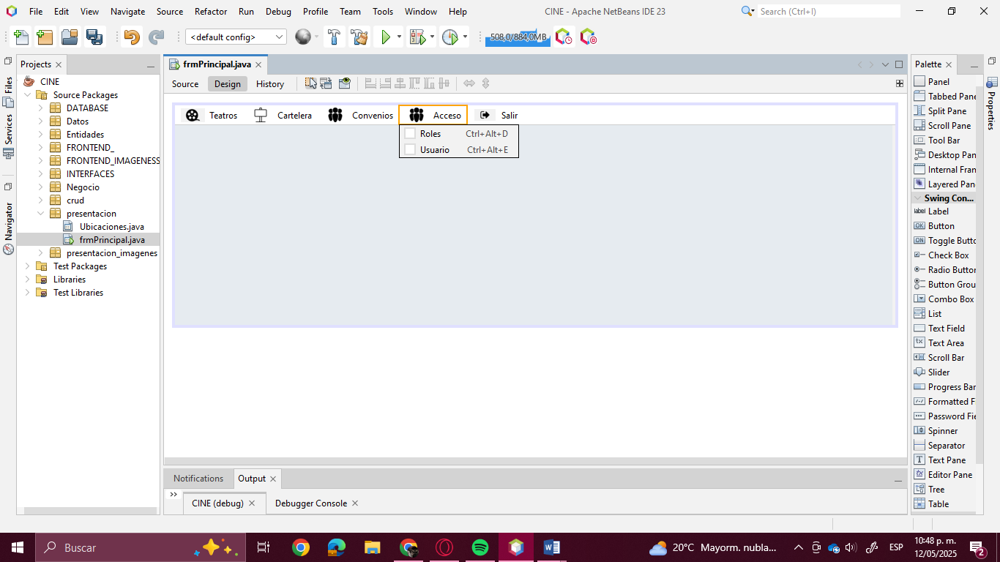 File Edit View Navigate Source Refactor Run Debug Profile Team Tools Window Help
CINE - Apache NetBeans IDE 23
Search (Ctrl+I)
<default config>
508,0/884,0MB
Projects
Files
Services
Navigator
CINE
Source Packages
DATABASE
Datos
Entidades
FRONTEND_
FRONTEND_IMAGENESS
INTERFACES
Negocio
crud
presentacion
Ubicaciones.java
frmPrincipal.java
presentacion_imagenes
Test Packages
Libraries
Test Libraries
frmPrincipal.java
Source Design History
Teatros Cartelera Convenios Acceso Salir
Roles Ctrl+Alt+D
Usuario Ctrl+Alt+E
Notifications Output
CINE (debug) Debugger Console
Palette
Properties
Panel
Tabbed Pane
Split Pane
Scroll Pane
Tool Bar
Desktop Pan
Internal Fran
Layered Pan
Swing Con...
label Label
OK Button
ON Toggle Butto
Check Box
Radio Button
Button Grou
Combo Box
List
Text Field
Text Area
Scroll Bar
Slider
Progress Bar
Formatted F
Password Fie
Spinner
Separator
T Text Pane
Editor Pane
Tree
Table
Buscar
20°C Mayorm. nubla...
ESP
10:48 p. m.
12/05/2025
2